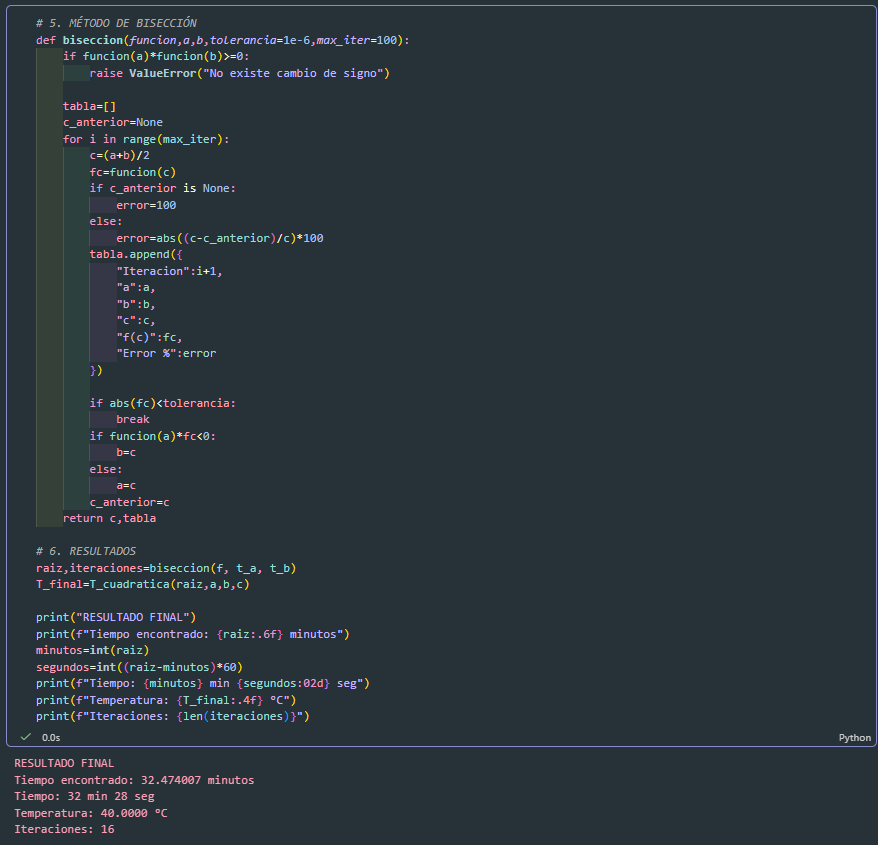 # 5. MÉTODO DE BISECCIÓN
def biseccion(funcion,a,b,tolerancia=1e-6,max_iter=100):
    if funcion(a)*funcion(b)>=0:
        raise ValueError("No existe cambio de signo")

    tabla=[]
    c_anterior=None
    for i in range(max_iter):
        c=(a+b)/2
        fc=funcion(c)
        if c_anterior is None:
            error=100
        else:
            error=abs((c-c_anterior)/c)*100
        tabla.append({
            "Iteracion":i+1,
            "a":a,
            "b":b,
            "c":c,
            "f(c)":fc,
            "Error %":error
        })

        if abs(fc)<tolerancia:
            break
        if funcion(a)*fc<0:
            b=c
        else:
            a=c
        c_anterior=c
    return c,tabla

# 6. RESULTADOS
raiz,iteraciones=biseccion(f, t_a, t_b)
T_final=T_cuadratica(raiz,a,b,c)

print("RESULTADO FINAL")
print(f"Tiempo encontrado: {raiz:.6f} minutos")
minutos=int(raiz)
segundos=int((raiz-minutos)*60)
print(f"Tiempo: {minutos} min {segundos:02d} seg")
print(f"Temperatura: {T_final:.4f} °C")
print(f"Iteraciones: {len(iteraciones)}")
0.0s
Python
RESULTADO FINAL
Tiempo encontrado: 32.474007 minutos
Tiempo: 32 min 28 seg
Temperatura: 40.0000 °C
Iteraciones: 16